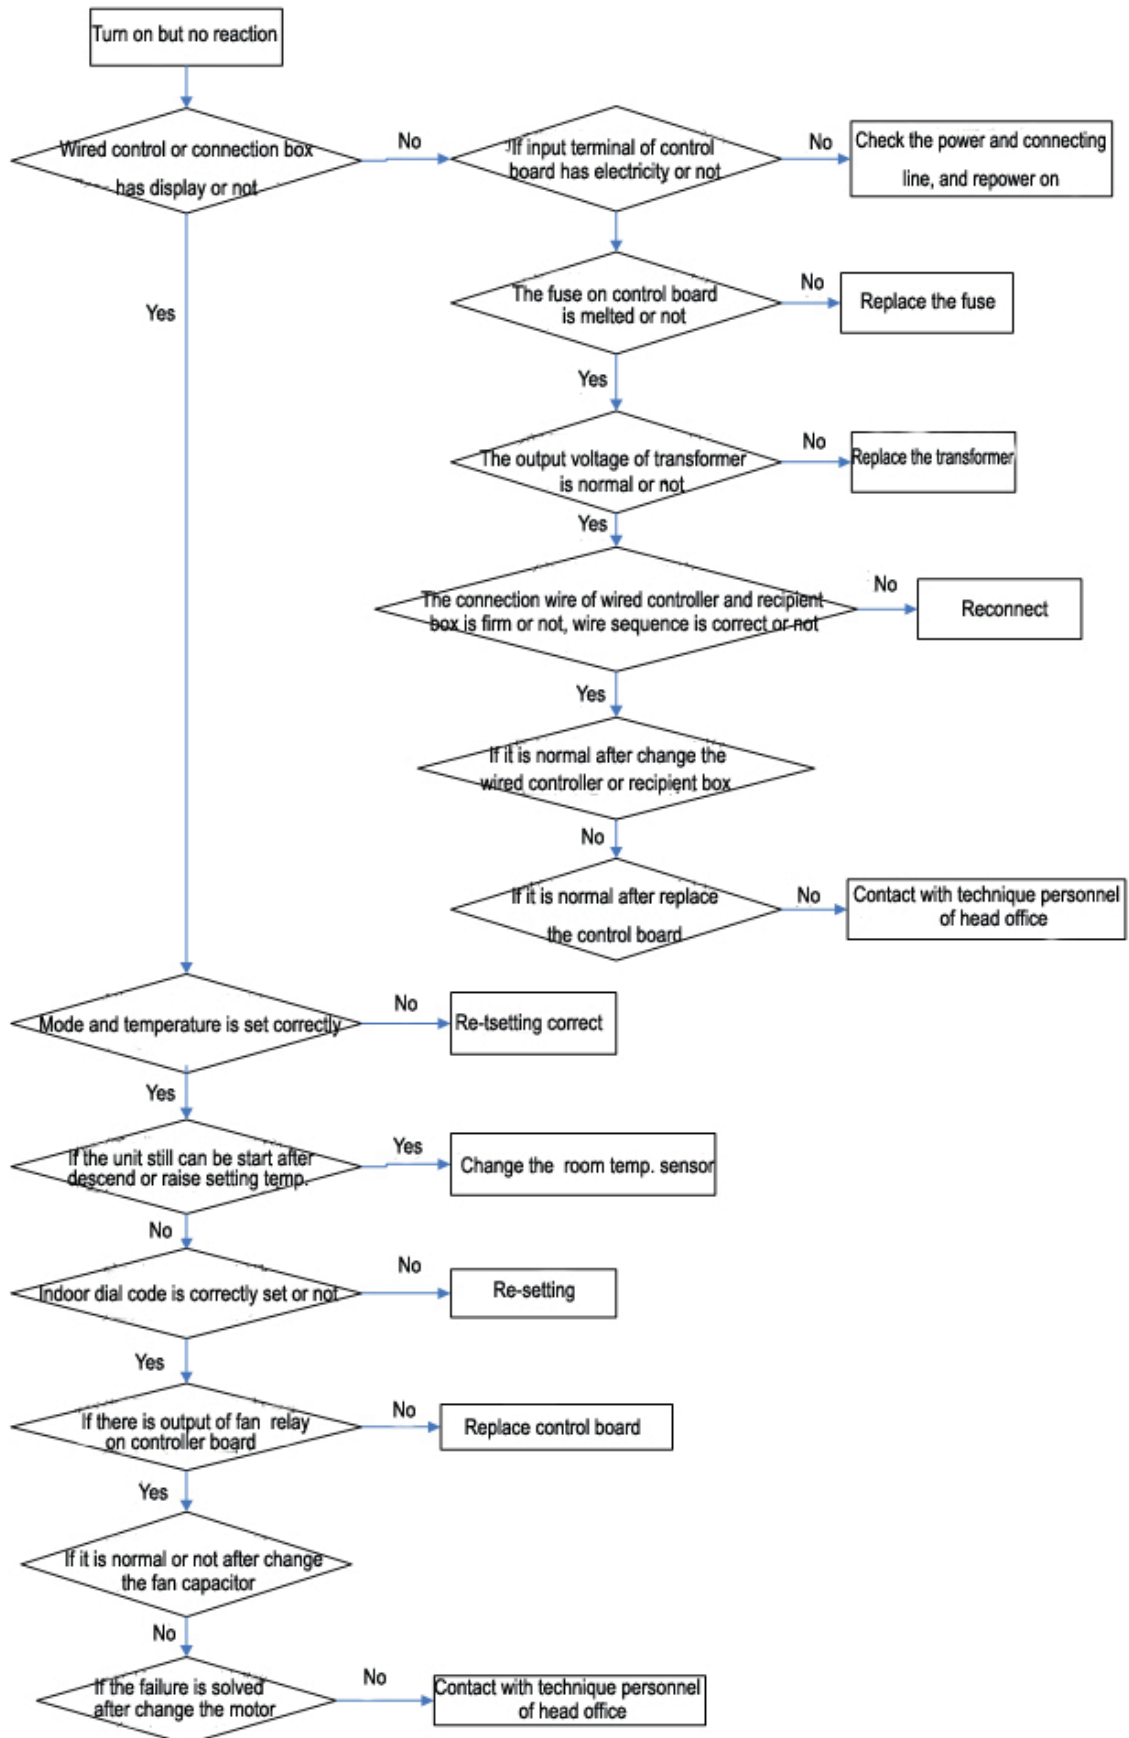 Turn on but no reaction
Wired control or connection box
has display or not
No
If input terminal of control
board has electricity or not
No
Check the power and connecting
line, and repower on
Yes
The fuse on control board
is melted or not
No
Replace the fuse
Yes
The output voltage of transformer
is normal or not
No
Replace the transformer
Yes
The connection wire of wired controller and recipient
box is firm or not, wire sequence is correct or not
No
Reconnect
Yes
If it is normal after change the
wired controller or recipient box
No
If it is normal after replace
the control board
No
Contact with technique personnel
of head office
Mode and temperature is set correctly
No
Re-tsetting correct
Yes
If the unit still can be start after
descend or raise setting temp.
Yes
Change the room temp. sensor
No
Indoor dial code is correctly set or not
No
Re-setting
Yes
If there is output of fan relay
on controller board
No
Replace control board
Yes
If it is normal or not after change
the fan capacitor
No
If the failure is solved
after change the motor
No
Contact with technique personnel
of head office